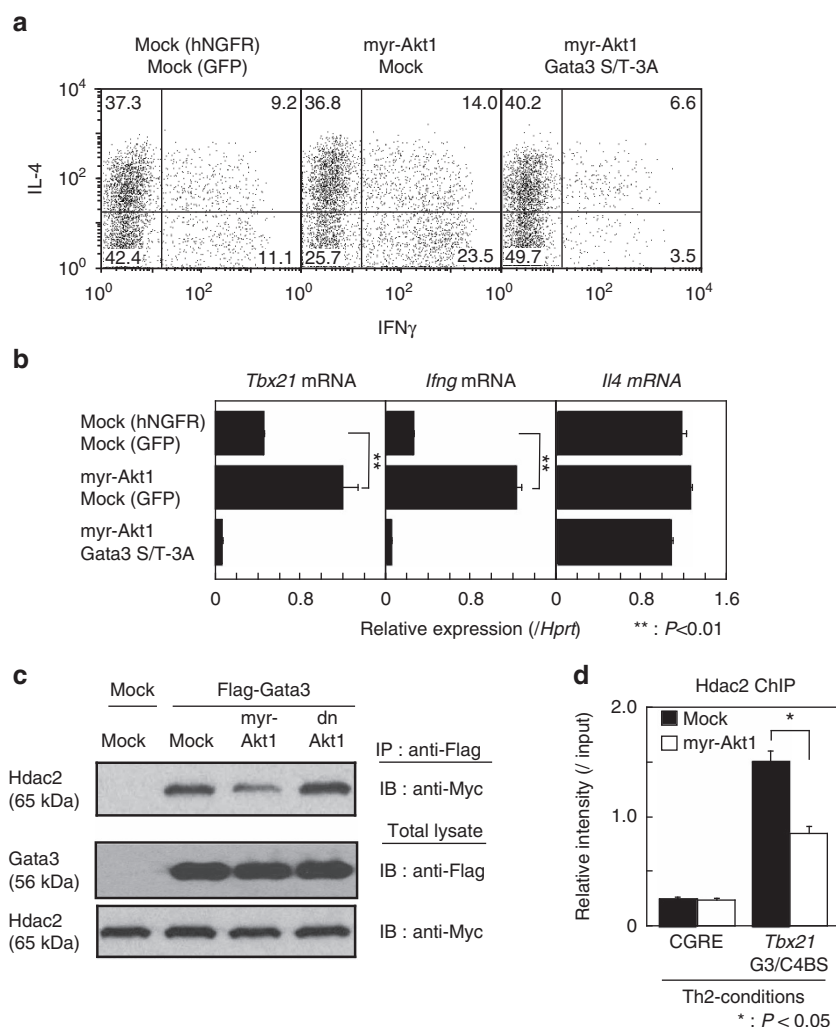 a
Mock (hNGFR) myr-Akt1 myr-Akt1
Mock (GFP) Mock Gata3 S/T-3A
10⁴ 37.3 9.2 36.8 14.0 40.2 6.6
IL-4
10²
10⁰ 42.4 11.1 25.7 23.5 49.7 3.5
10⁰ 10² 10⁰ 10² 10⁰ 10² 10⁴
IFNγ
b
Tbx21 mRNA Ifng mRNA Il4 mRNA
Mock (hNGFR)
Mock (GFP)
** **
myr-Akt1
Mock (GFP)
myr-Akt1
Gata3 S/T-3A
0 0.8 0 0.8 0 0.8 1.6
Relative expression (/Hprt) ** : P<0.01
c
Mock Flag-Gata3
Mock Mock myr-Akt1 dn Akt1
IP : anti-Flag
Hdac2
(65 kDa)
IB : anti-Myc
Total lysate
Gata3
(56 kDa)
IB : anti-Flag
Hdac2
(65 kDa)
IB : anti-Myc
d
Hdac2 ChIP
2.0
Mock
myr-Akt1
*
Relative intensity (/ input)
1.0
0
CGRE Tbx21
G3/C4BS
Th2-conditions
* : P < 0.05